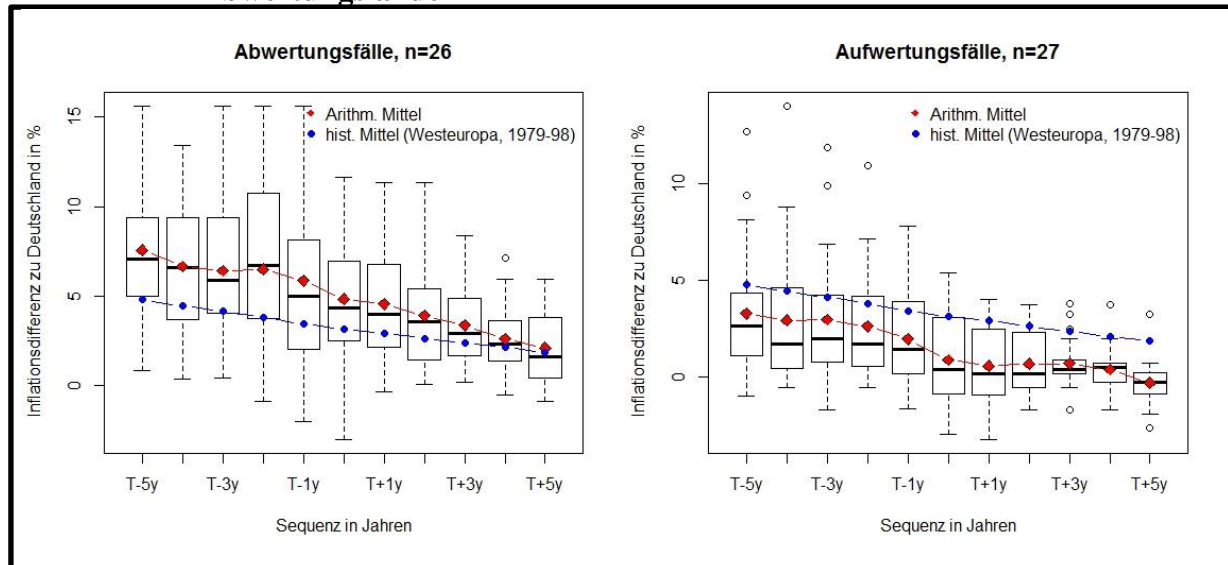 Abwertungsfälle, n=26
Inflationsdifferenz zu Deutschland in %
15
10
5
0
Arithm. Mittel
hist. Mittel (Westeuropa, 1979-98)
T-5y T-3y T-1y T+1y T+3y T+5y
Sequenz in Jahren
Aufwertungsfälle, n=27
Inflationsdifferenz zu Deutschland in %
10
5
0
Arithm. Mittel
hist. Mittel (Westeuropa, 1979-98)
T-5y T-3y T-1y T+1y T+3y T+5y
Sequenz in Jahren